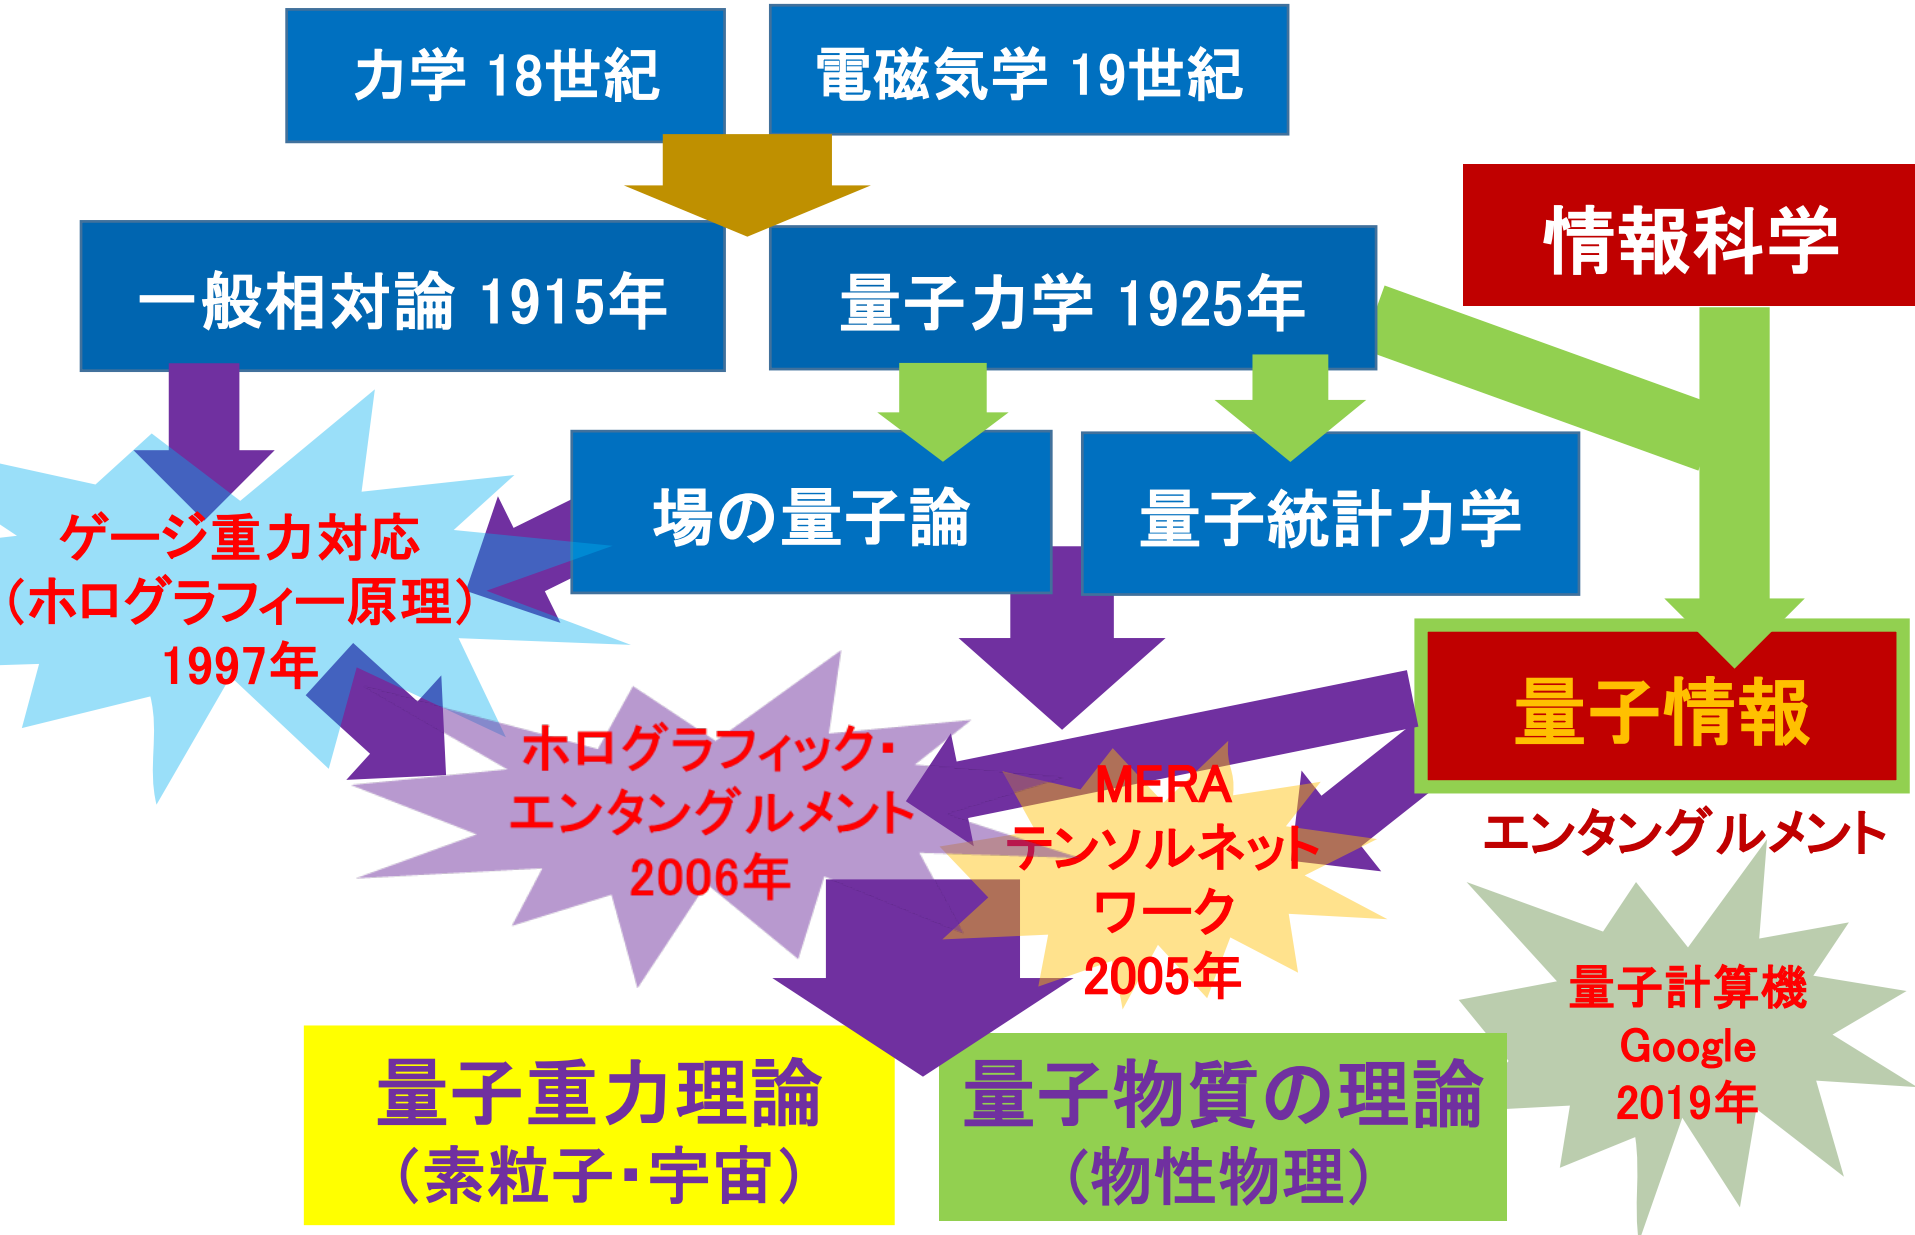 力学 18世紀
電磁気学 19世紀
情報科学
一般相対論 1915年
量子力学 1925年
場の量子論
量子統計力学
ゲージ重力対応
（ホログラフィー原理）
1997年
量子情報
エンタングルメント
ホログラフィック・
エンタングルメント
2006年
MERA
テンソルネット
ワーク
2005年
量子計算機
Google
2019年
量子重力理論
（素粒子・宇宙）
量子物質の理論
（物性物理）